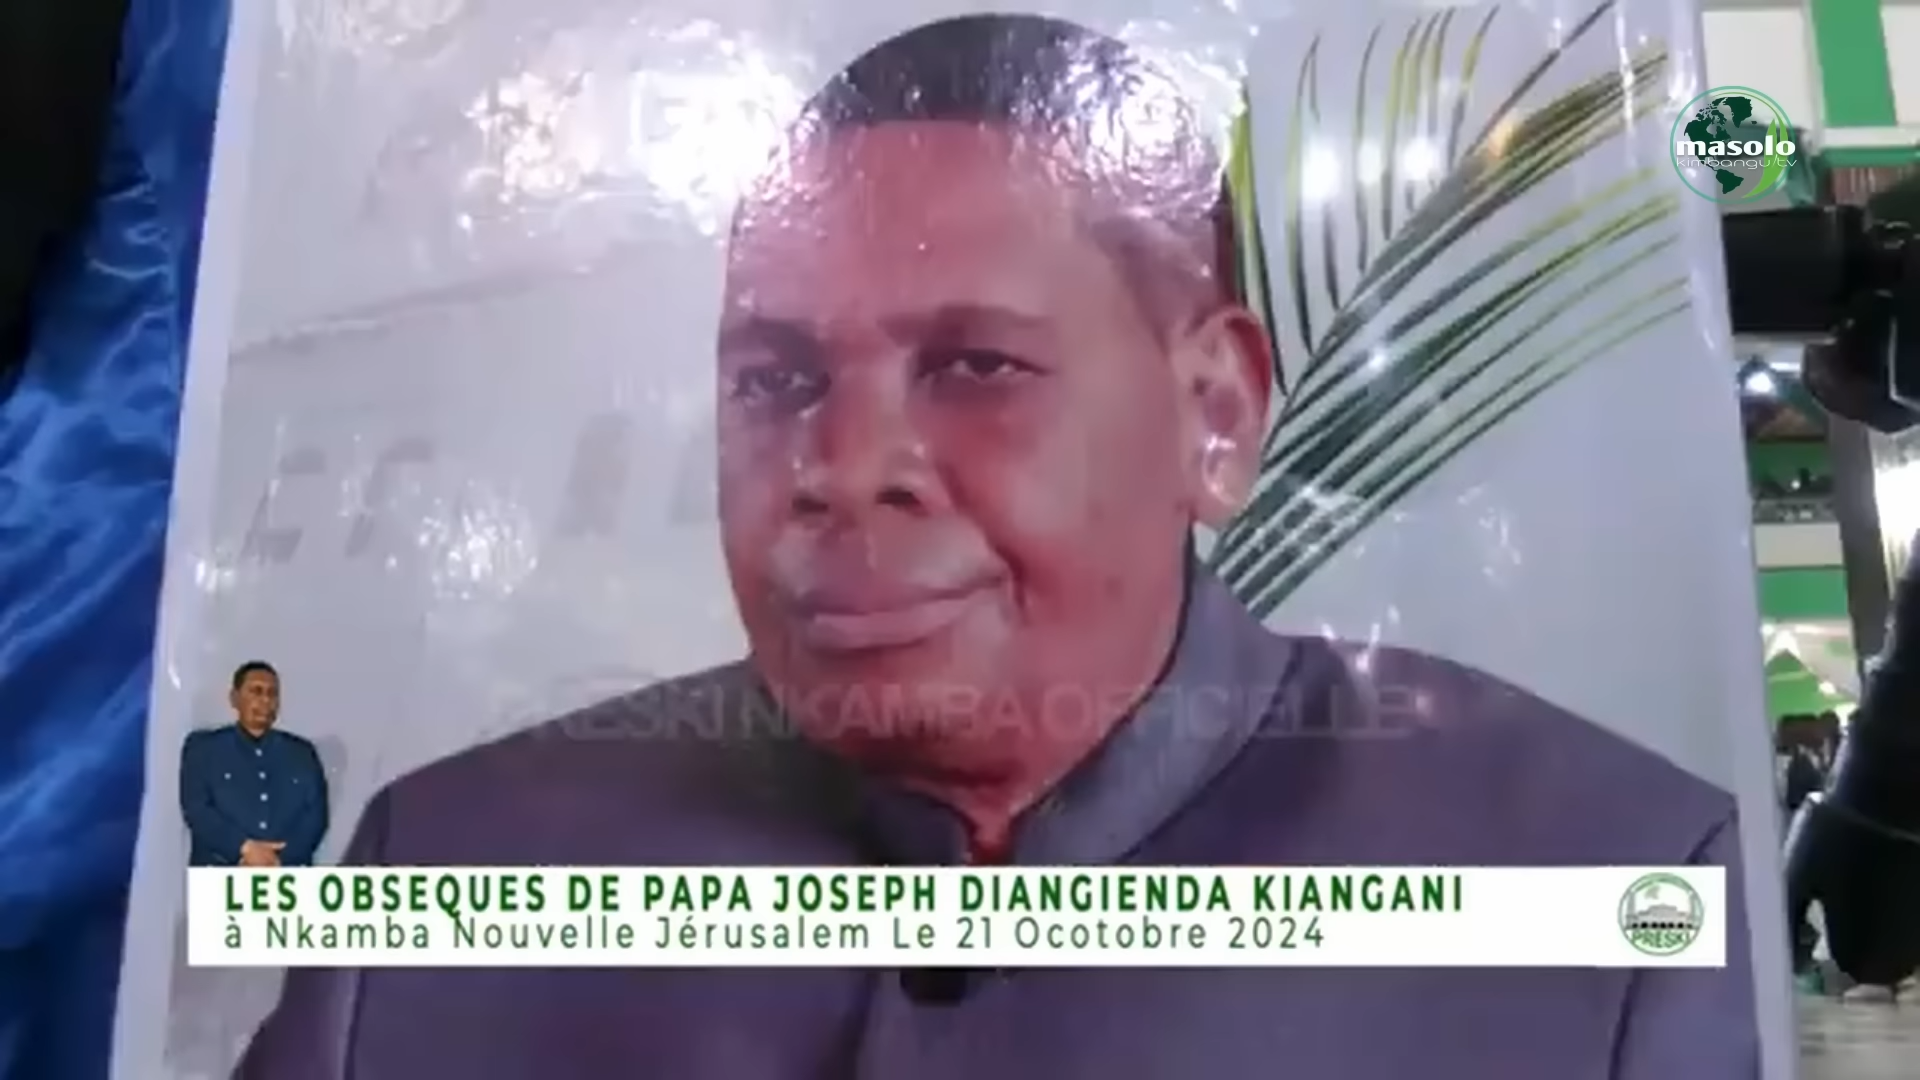 masolo
kimbangu tv
PRESKI NKAMBA OFFICIELLE
LES OBSEQUES DE PAPA JOSEPH DIANGIENDA KIANGANI
à Nkamba Nouvelle Jérusalem Le 21 Ocotobre 2024
PRESKI